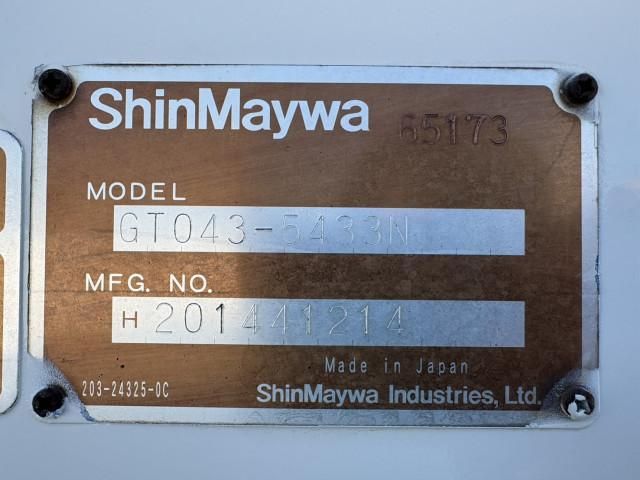 ShinMaywa 65173
MODEL
GT043-5433N
MFG. NO.
H 201441214
Made in Japan
203-24325-0C ShinMaywa Industries, Ltd.